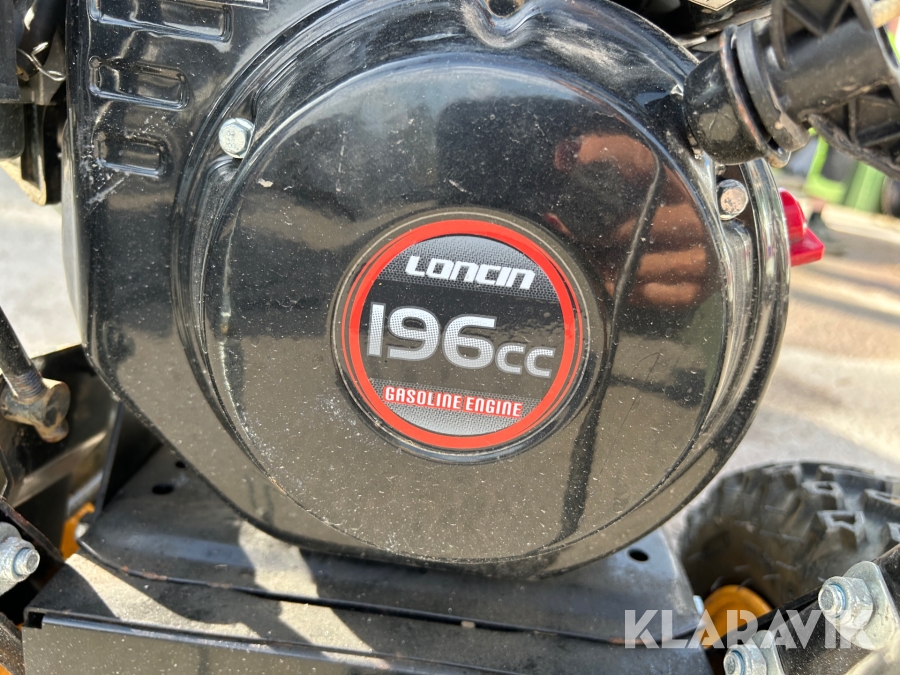 LONCIN
196cc
GASOLINE ENGINE
KLARAVIK